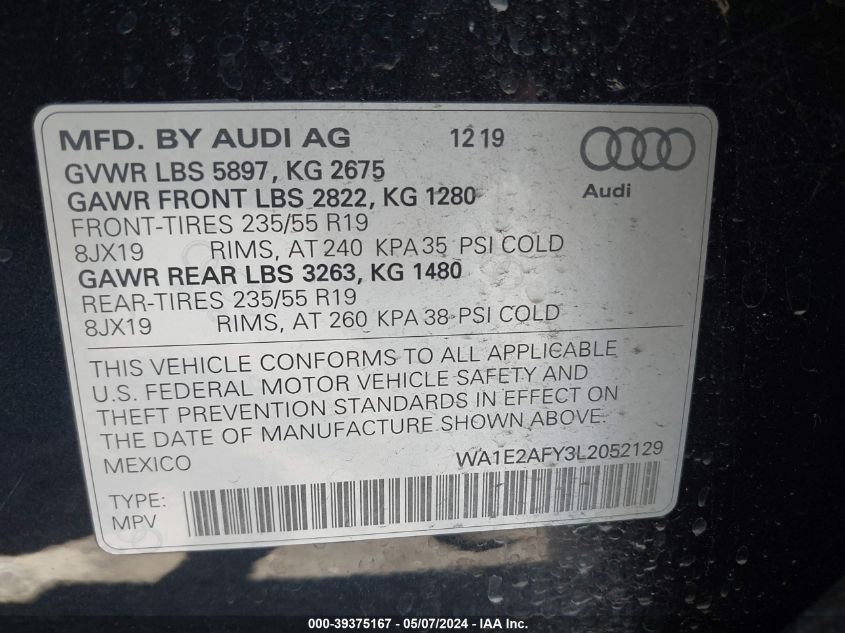 MFD. BY AUDI AG 12 19
GVWR LBS 5897, KG 2675
GAWR FRONT LBS 2822, KG 1280
FRONT-TIRES 235/55 R19
8JX19 RIMS, AT 240 KPA 35 PSI COLD
GAWR REAR LBS 3263, KG 1480
REAR-TIRES 235/55 R19
8JX19 RIMS, AT 260 KPA 38 PSI COLD
Audi
THIS VEHICLE CONFORMS TO ALL APPLICABLE
U.S. FEDERAL MOTOR VEHICLE SAFETY AND
THEFT PREVENTION STANDARDS IN EFFECT ON
THE DATE OF MANUFACTURE SHOWN ABOVE.
MEXICO WA1E2AFY3L2052129
TYPE:
MPV
000-39375167 - 05/07/2024 - IAA Inc.